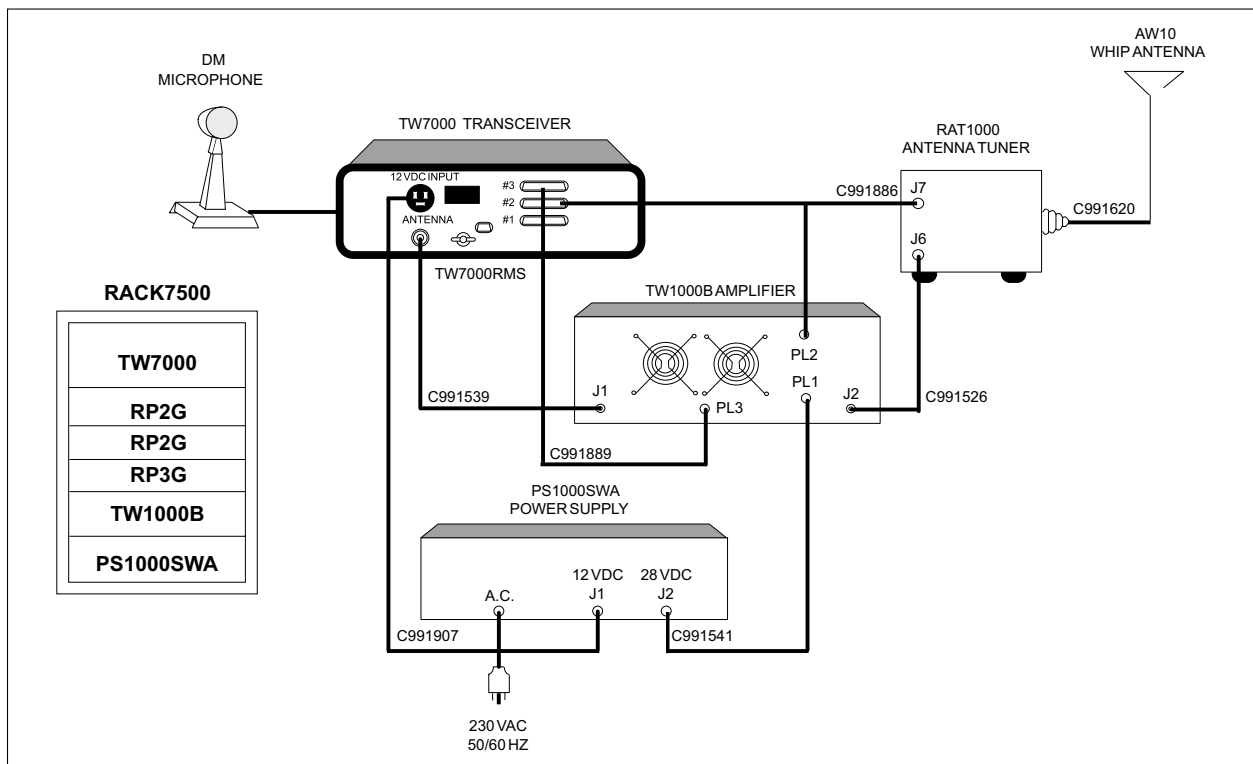 DM
MICROPHONE
AW10
WHIP ANTENNA
TW7000 TRANSCEIVER
RAT1000
ANTENNA TUNER
12 VDC INPUT
#3
#2
#1
ANTENNA
C991886
J7
C991620
J6
TW7000RMS
RACK7500
TW7000
RP2G
RP2G
RP3G
TW1000B
PS1000SWA
TW1000B AMPLIFIER
PL2
PL1
J1
J2
PL3
C991539
C991526
C991889
PS1000SWA
POWER SUPPLY
12 VDC
J1
28 VDC
J2
A.C.
C991907
C991541
230 VAC
50/60 HZ